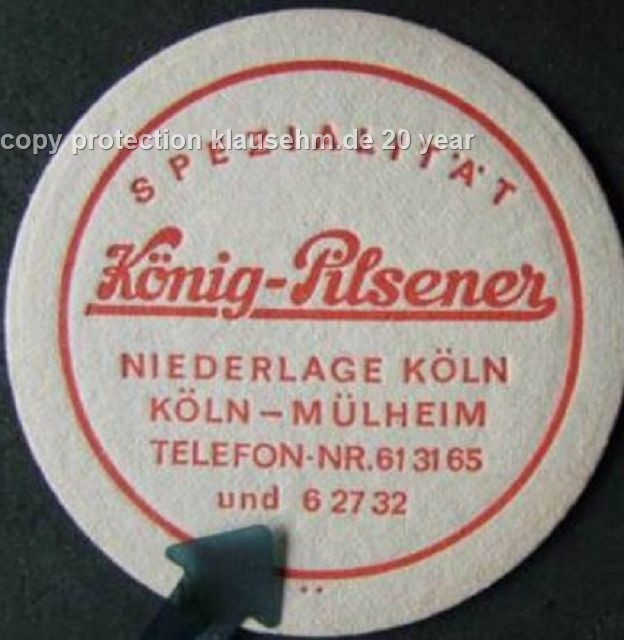 copy protection klausehm.de 20 year
SPEZIALITÄT
König-Pilsener
NIEDERLAGE KÖLN
KÖLN–MÜLHEIM
TELEFON-NR. 61 31 65
und 6 27 32